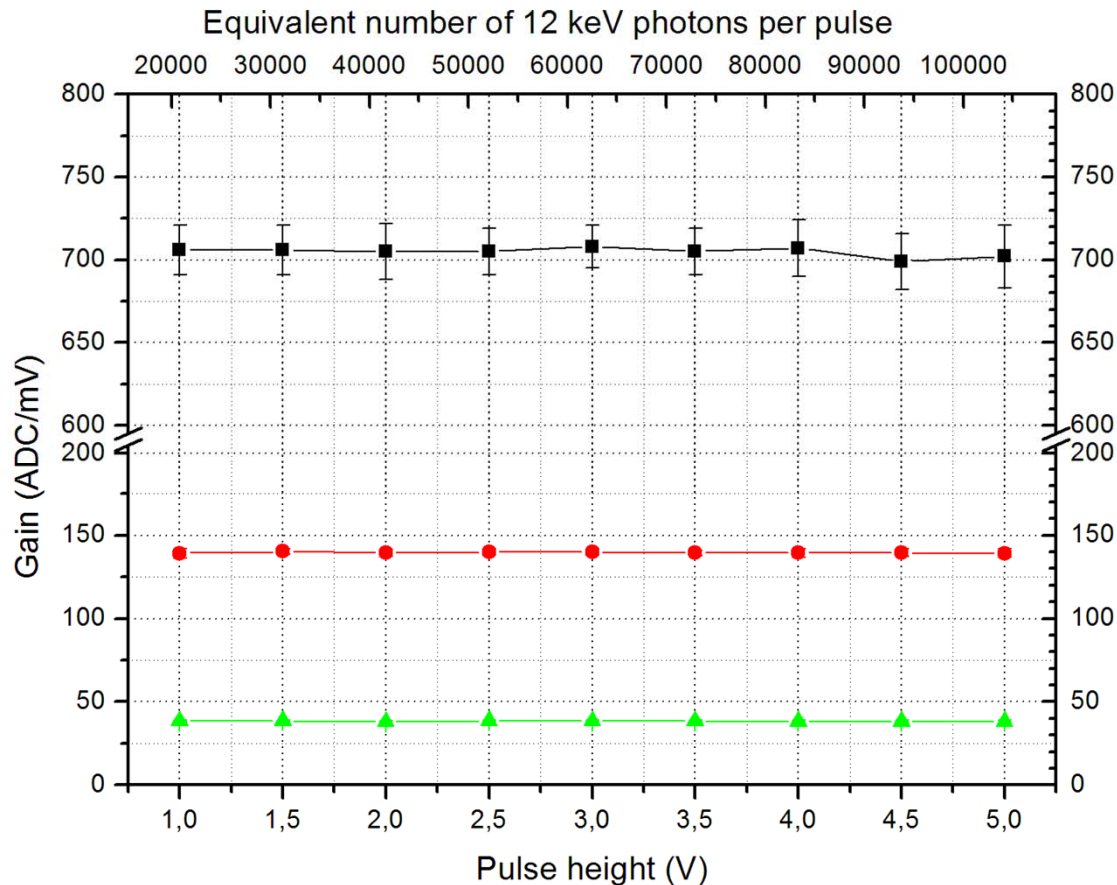 Equivalent number of 12 keV photons per pulse
20000 30000 40000 50000 60000 70000 80000 90000 100000
800 800
750 750
700 700
650 650
600 600
200 200
150 150
100 100
50 50
0 0
Gain (ADC/mV)
1,0 1,5 2,0 2,5 3,0 3,5 4,0 4,5 5,0
Pulse height (V)